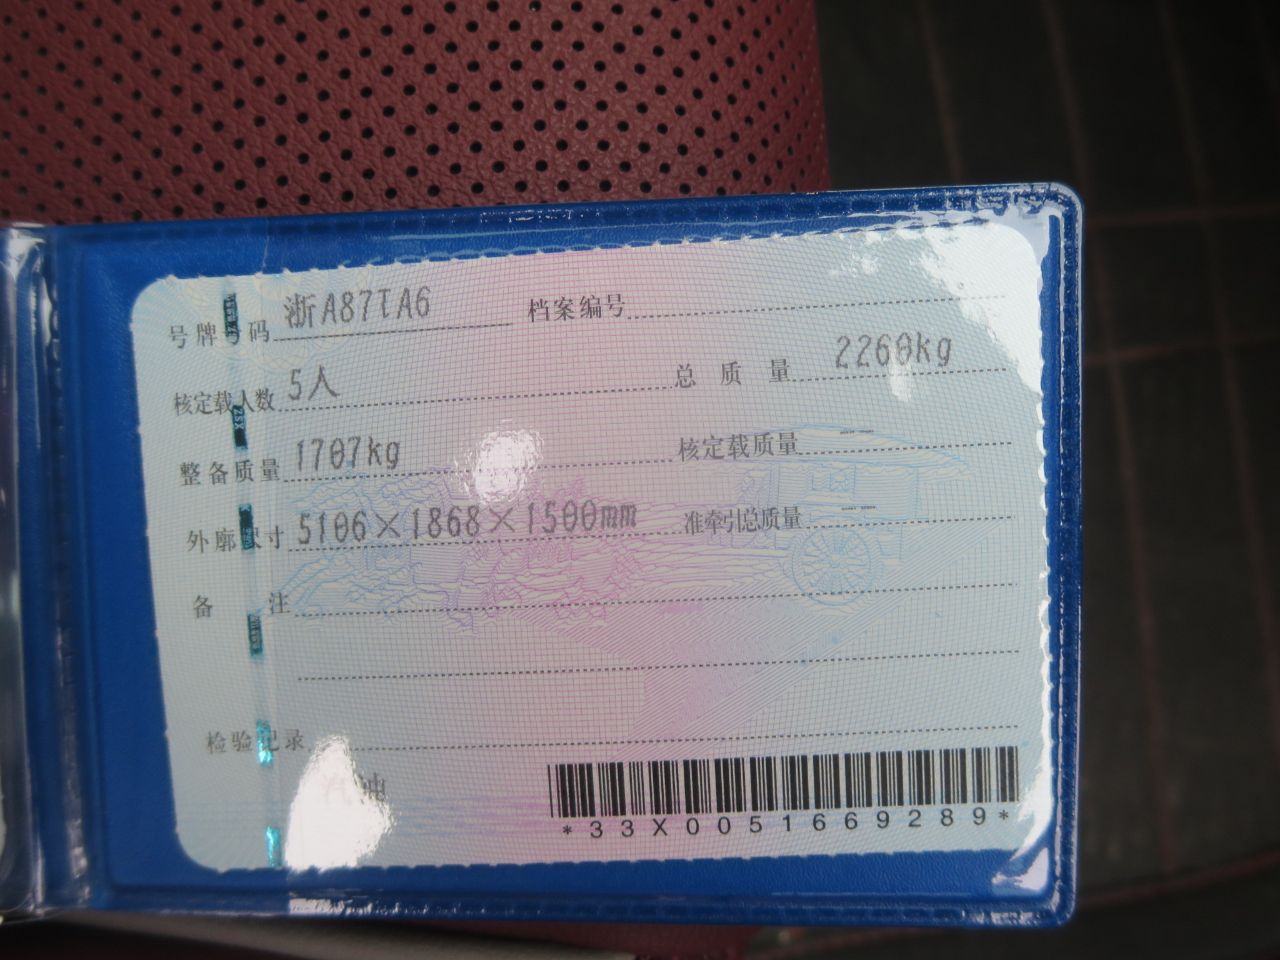 号牌号码 浙A87TA6 档案编号
核定载人数 5人 总质量 2260kg
整备质量 1707kg 核定载质量 --
外廓尺寸 5106×1868×1500mm 准牵引总质量 --
备注
检验记录
油
*33X0051669289*